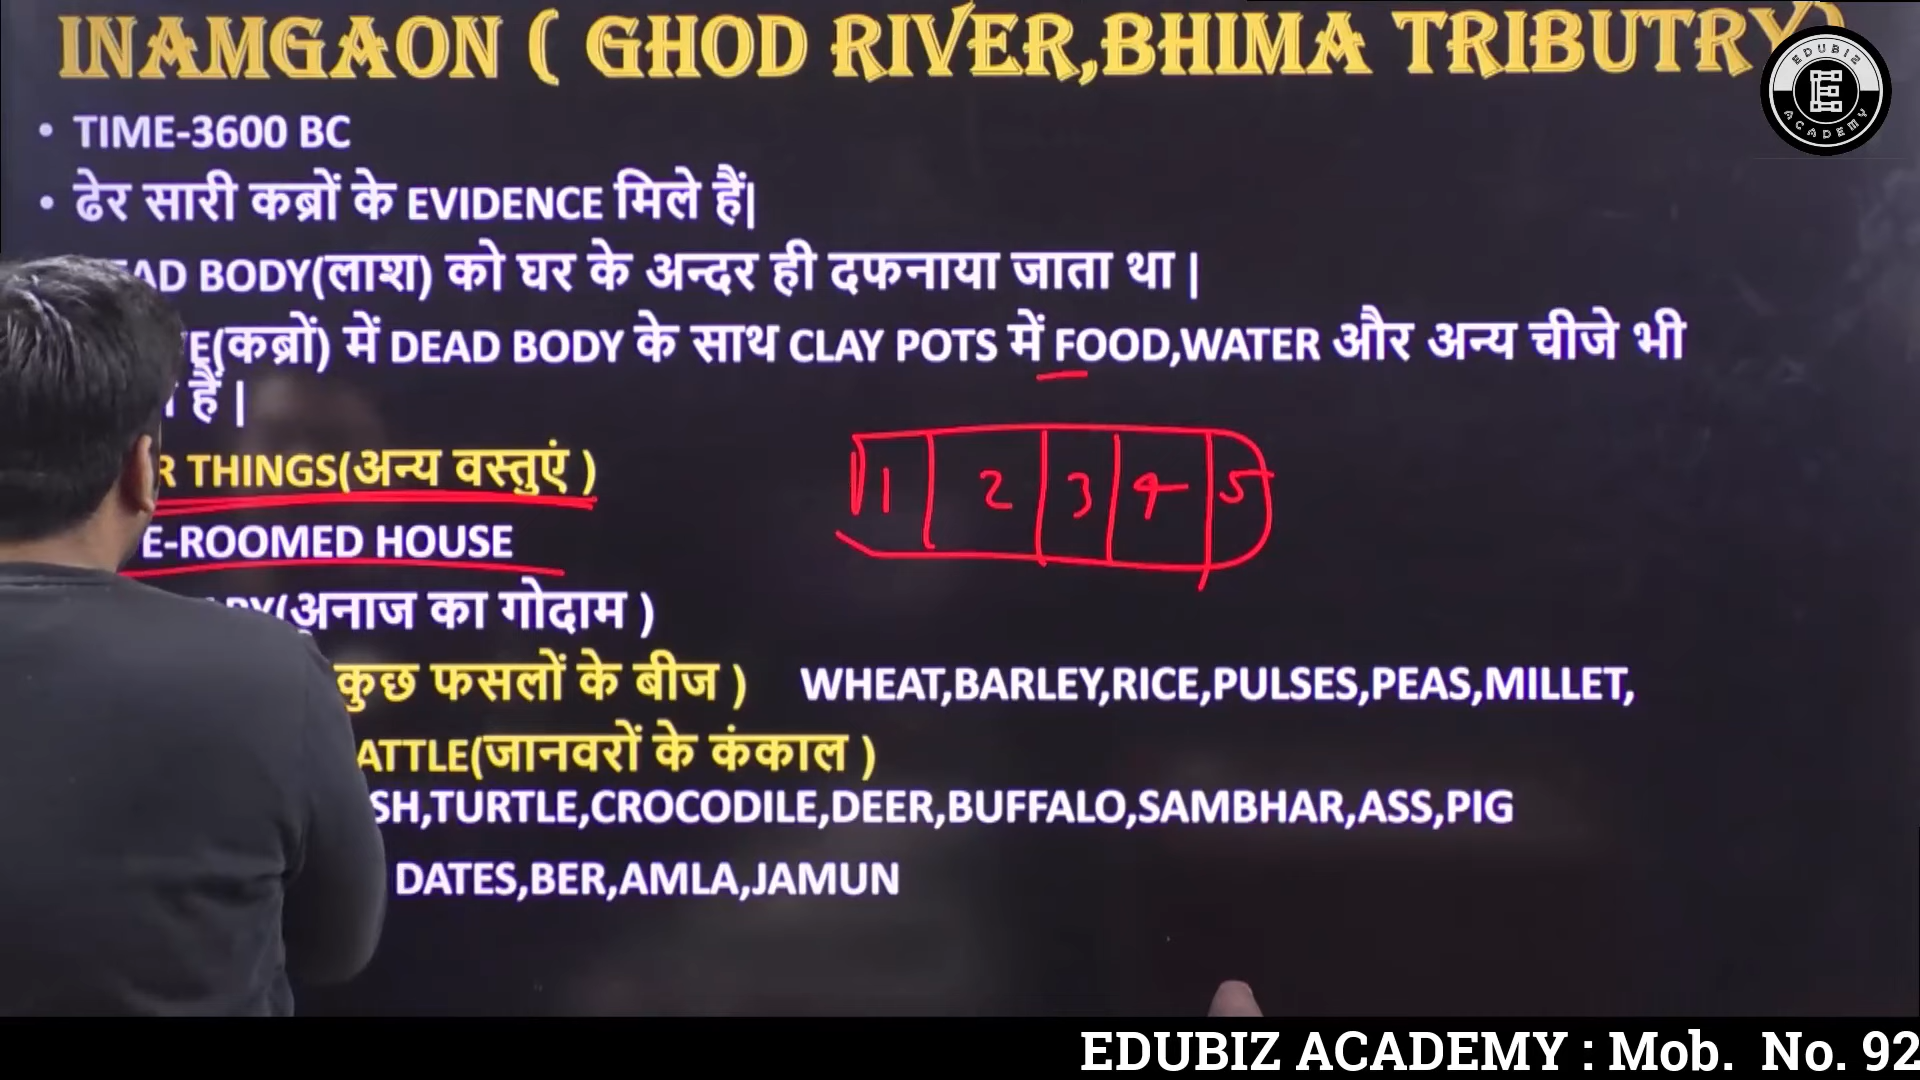 INAMGAON ( GHOD RIVER,BHIMA TRIBUTRY)
EDUBIZ
ACADEMY
• TIME-3600 BC
• ढेर सारी कब्रों के EVIDENCE मिले हैं|
BODY(लाश) को घर के अन्दर ही दफनाया जाता था |
(कब्रों) में DEAD BODY के साथ CLAY POTS में FOOD,WATER और अन्य चीजे भी
हैं |
THINGS(अन्य वस्तुएं )
1 2 3 4 5
E-ROOMED HOUSE
(अनाज का गोदाम )
कुछ फसलों के बीज ) WHEAT,BARLEY,RICE,PULSES,PEAS,MILLET,
ATTLE(जानवरों के कंकाल )
SH,TURTLE,CROCODILE,DEER,BUFFALO,SAMBHAR,ASS,PIG
DATES,BER,AMLA,JAMUN
EDUBIZ ACADEMY : Mob. No. 92